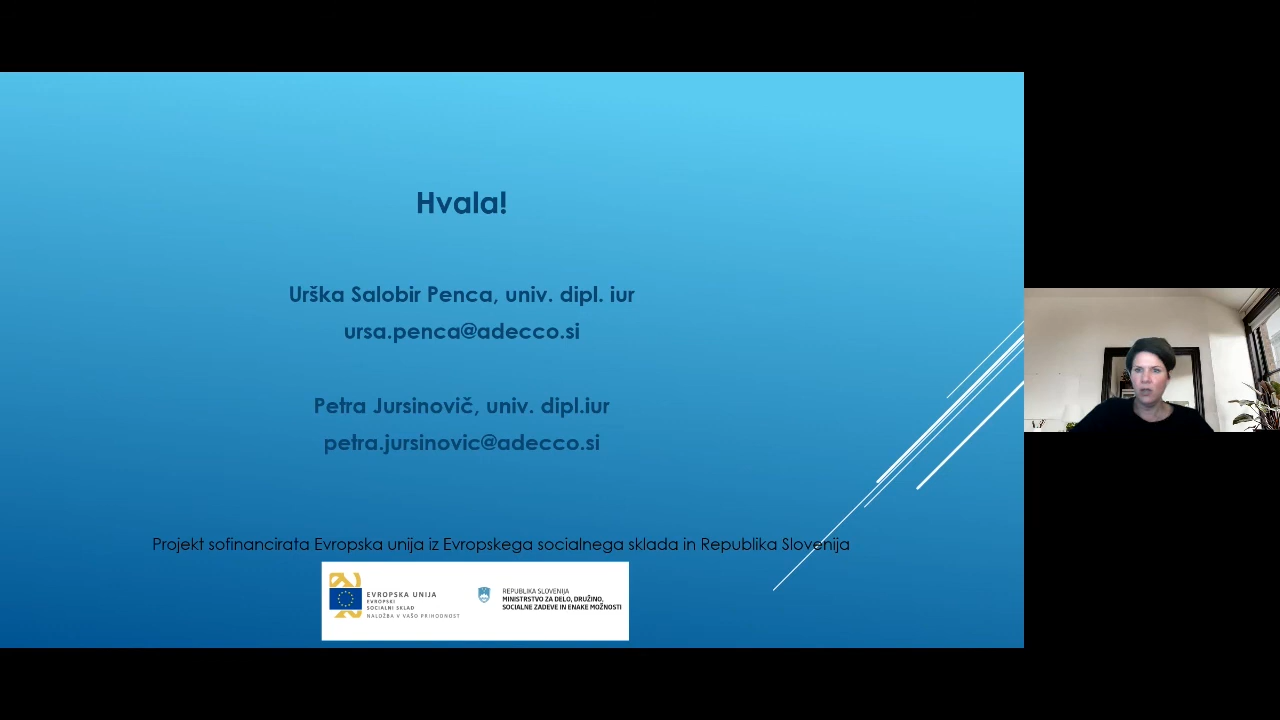 Hvala!
Urška Salobir Penca, univ. dipl. iur
ursa.penca@adecco.si
Petra Jursinovič, univ. dipl.iur
petra.jursinovic@adecco.si
Projekt sofinancirata Evropska unija iz Evropskega socialnega sklada in Republika Slovenija
EVROPSKA UNIJA
EVROPSKI
SOCIALNI SKLAD
NALOŽBA V VAŠO PRIHODNOST
REPUBLIKA SLOVENIJA
MINISTRSTVO ZA DELO, DRUŽINO,
SOCIALNE ZADEVE IN ENAKE MOŽNOSTI